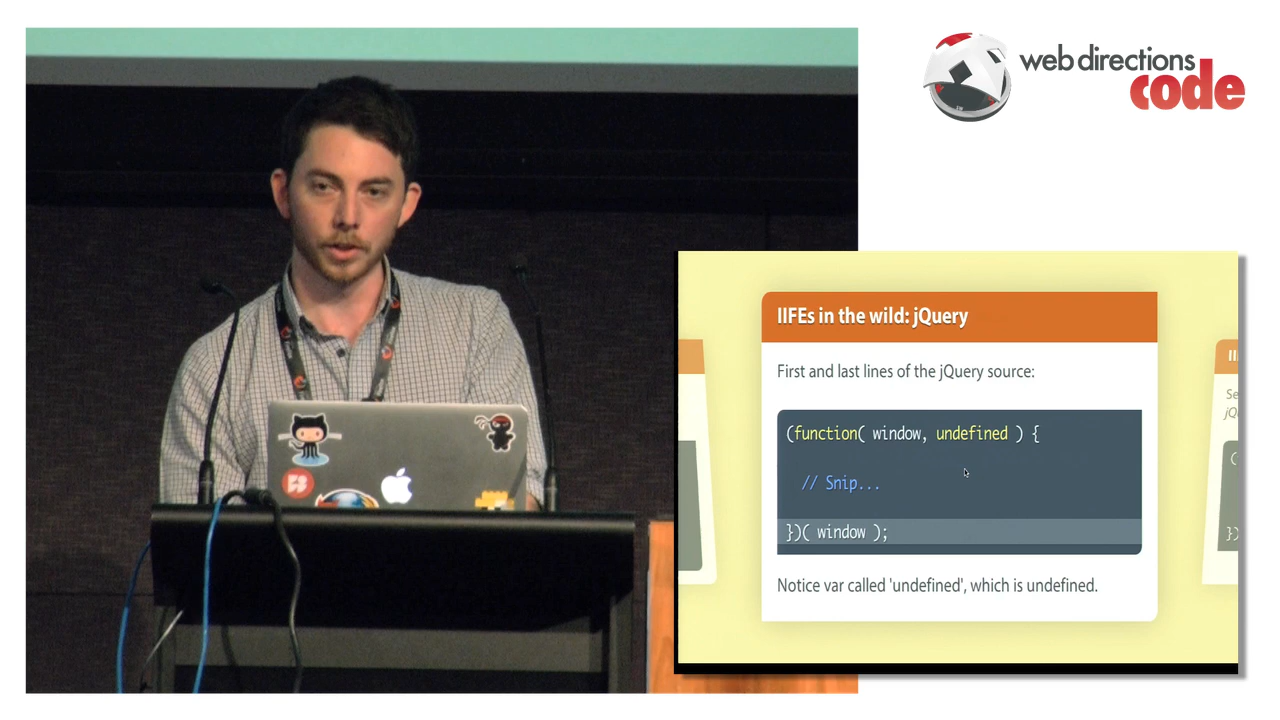 web directions
code
IIFEs in the wild: jQuery
First and last lines of the jQuery source:
(function( window, undefined ) {
// Snip...
})( window );
Notice var called 'undefined', which is undefined.